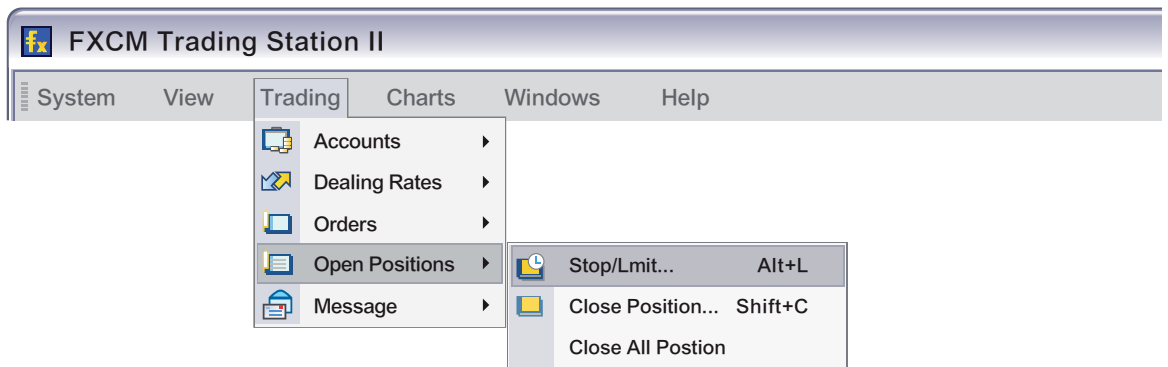 fx FXCM Trading Station II
System View Trading Charts Windows Help
Accounts
Dealing Rates
Orders
Open Positions
Message
Stop/Lmit... Alt+L
Close Position... Shift+C
Close All Postion